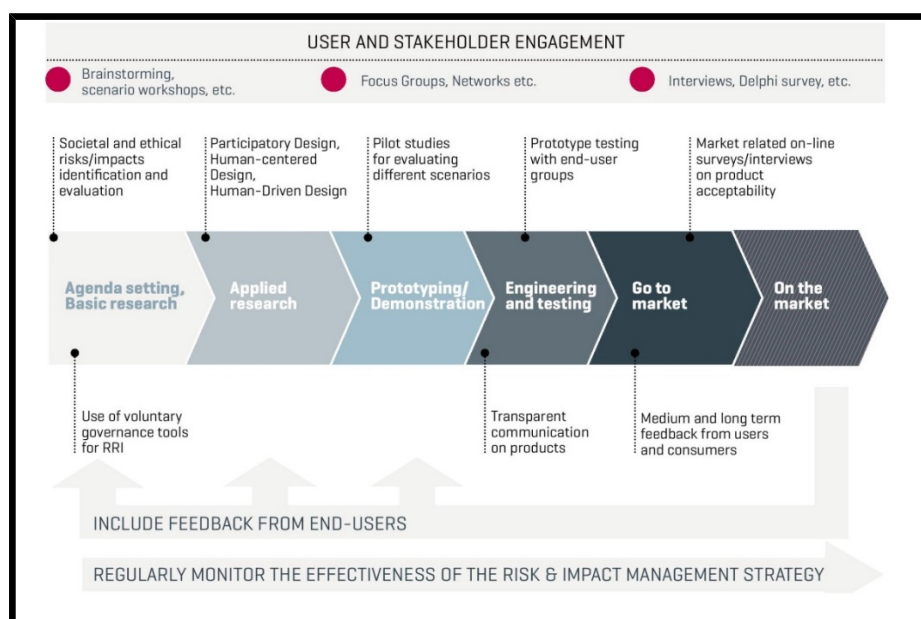 USER AND STAKEHOLDER ENGAGEMENT
Brainstorming,
scenario workshops, etc.
Focus Groups, Networks etc.
Interviews, Delphi survey, etc.
Societal and ethical
risks/impacts
identification and
evaluation
Participatory Design,
Human-centered
Design,
Human-Driven Design
Pilot studies
for evaluating
different scenarios
Prototype testing
with end-user
groups
Market related on-line
surveys/interviews
on product
acceptability
Agenda setting,
Basic research
Applied
research
Prototyping/
Demonstration
Engineering
and testing
Go to
market
On the
market
Use of voluntary
governance tools
for RRI
Transparent
communication
on products
Medium and long term
feedback from users
and consumers
INCLUDE FEEDBACK FROM END-USERS
REGULARLY MONITOR THE EFFECTIVENESS OF THE RISK & IMPACT MANAGEMENT STRATEGY